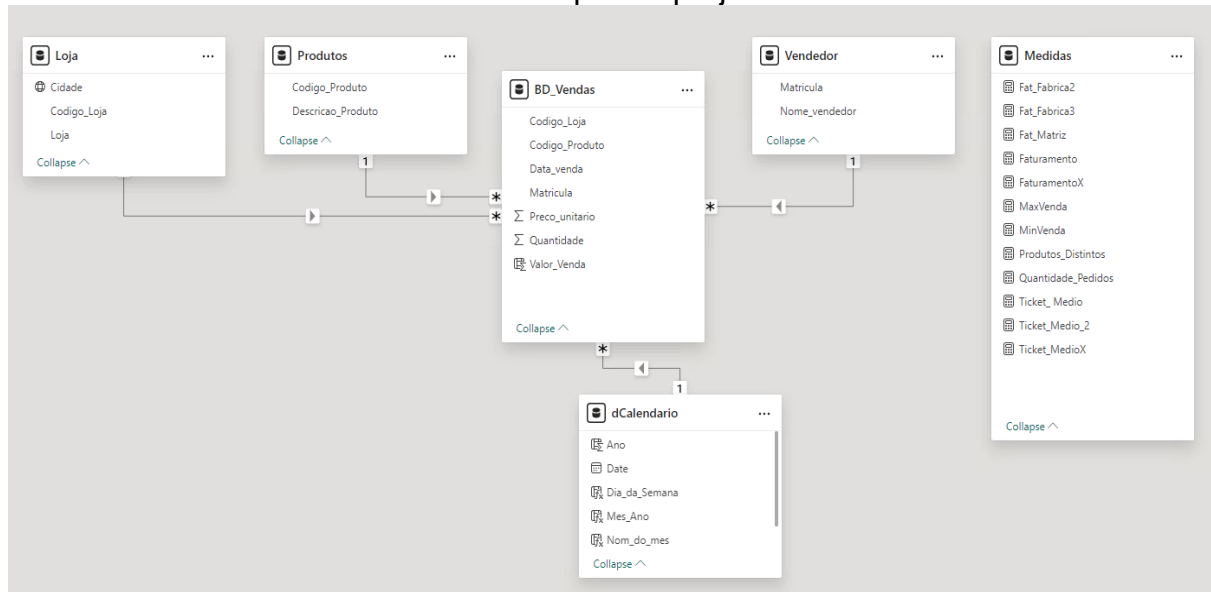 Loja
Cidade
Codigo_Loja
Loja
Collapse
Produtos
Codigo_Produto
Descricao_Produto
Collapse
BD_Vendas
Codigo_Loja
Codigo_Produto
Data_venda
Matricula
Preco_unitario
Quantidade
Valor_Venda
Collapse
Vendedor
Matricula
Nome_vendedor
Collapse
Medidas
Fat_Fabrica2
Fat_Fabrica3
Fat_Matriz
Faturamento
FaturamentoX
MaxVenda
MinVenda
Produtos_Distintos
Quantidade_Pedidos
Ticket_ Medio
Ticket_Medio_2
Ticket_MedioX
Collapse
1
*
*
1
*
*
1
dCalendario
Ano
Date
Dia_da_Semana
Mes_Ano
Nom_do_mes
Collapse